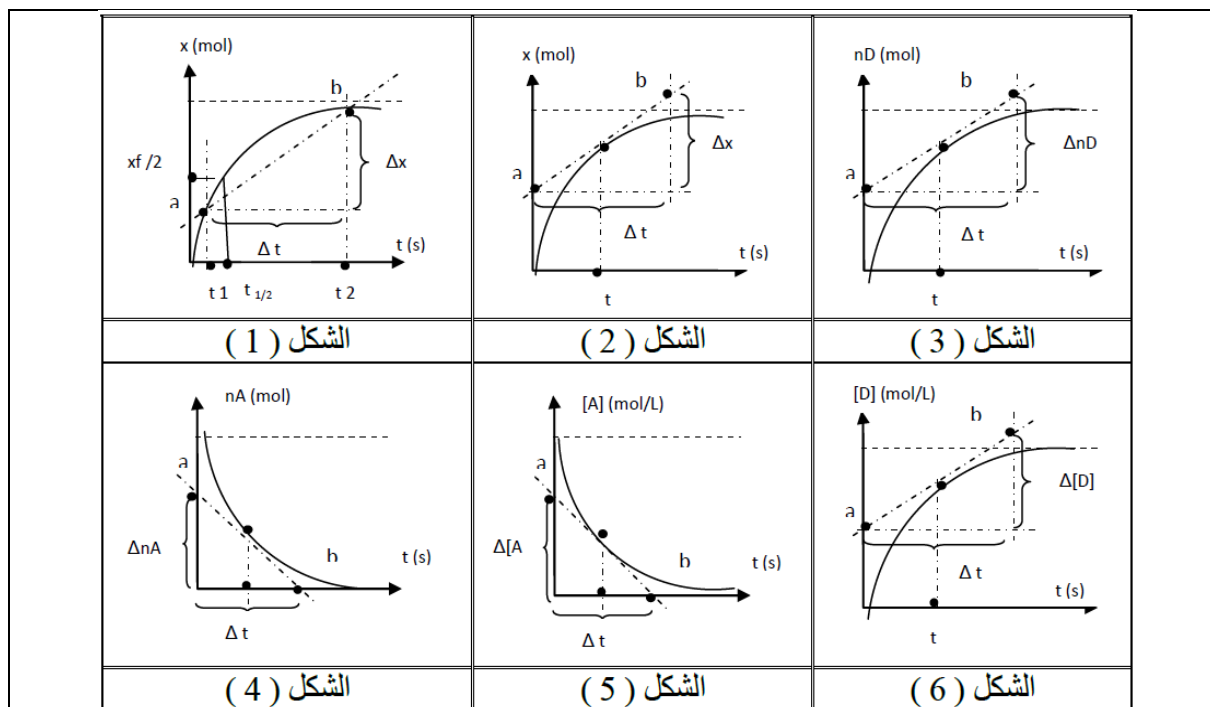 x (mol)
b
xf /2
Δx
a
Δ t
t (s)
t 1
t 1/2
t 2
الشكل ( 1 )
x (mol)
b
Δx
a
Δ t
t (s)
t
الشكل ( 2 )
nD (mol)
b
ΔnD
a
Δ t
t (s)
t
الشكل ( 3 )
nA (mol)
a
ΔnA
b
t (s)
Δ t
الشكل ( 4 )
[A] (mol/L)
a
Δ[A
b
t (s)
Δ t
الشكل ( 5 )
[D] (mol/L)
b
Δ[D]
a
Δ t
t (s)
t
الشكل ( 6 )